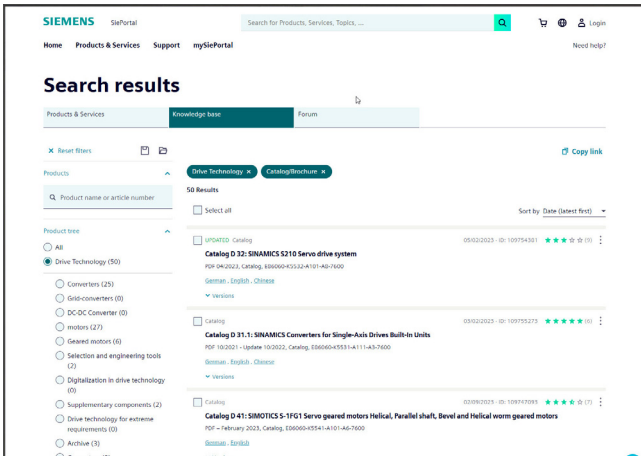 SIEMENS SiePortal
Search for Products, Services, Topics, ...
Login
Home Products & Services Support mySiePortal
Need help?
Search results
Products & Services Knowledge base Forum
× Reset filters
Copy link
Products
Drive Technology × Catalog/Brochure ×
Product name or article number
50 Results
Select all
Sort by Date (latest first)
Product tree
All
Drive Technology (50)
Converters (25)
Grid-converters (0)
DC-DC Converter (0)
motors (27)
Geared motors (6)
Selection and engineering tools
(2)
Digitalization in drive technology
(0)
Supplementary components (2)
Drive technology for extreme
requirements (0)
Archive (3)
UPDATED Catalog
05/02/2023 - ID: 109754381 (9)
Catalog D 32: SINAMICS S210 Servo drive system
PDF 04/2023, Catalog, E86060-K5532-A101-A8-7600
German , English , Chinese
Versions
Catalog
03/02/2023 - ID: 109755273 (6)
Catalog D 31.1: SINAMICS Converters for Single-Axis Drives Built-In Units
PDF 10/2021 - Update 10/2022, Catalog, E86060-K5531-A111-A3-7600
German , English , Chinese
Versions
Catalog
02/09/2023 - ID: 109747093 (7)
Catalog D 41: SIMOTICS S-1FG1 Servo geared motors Helical, Parallel shaft, Bevel and Helical worm geared motors
PDF – February 2023, Catalog, E86060-K5541-A101-A6-7600
German , English